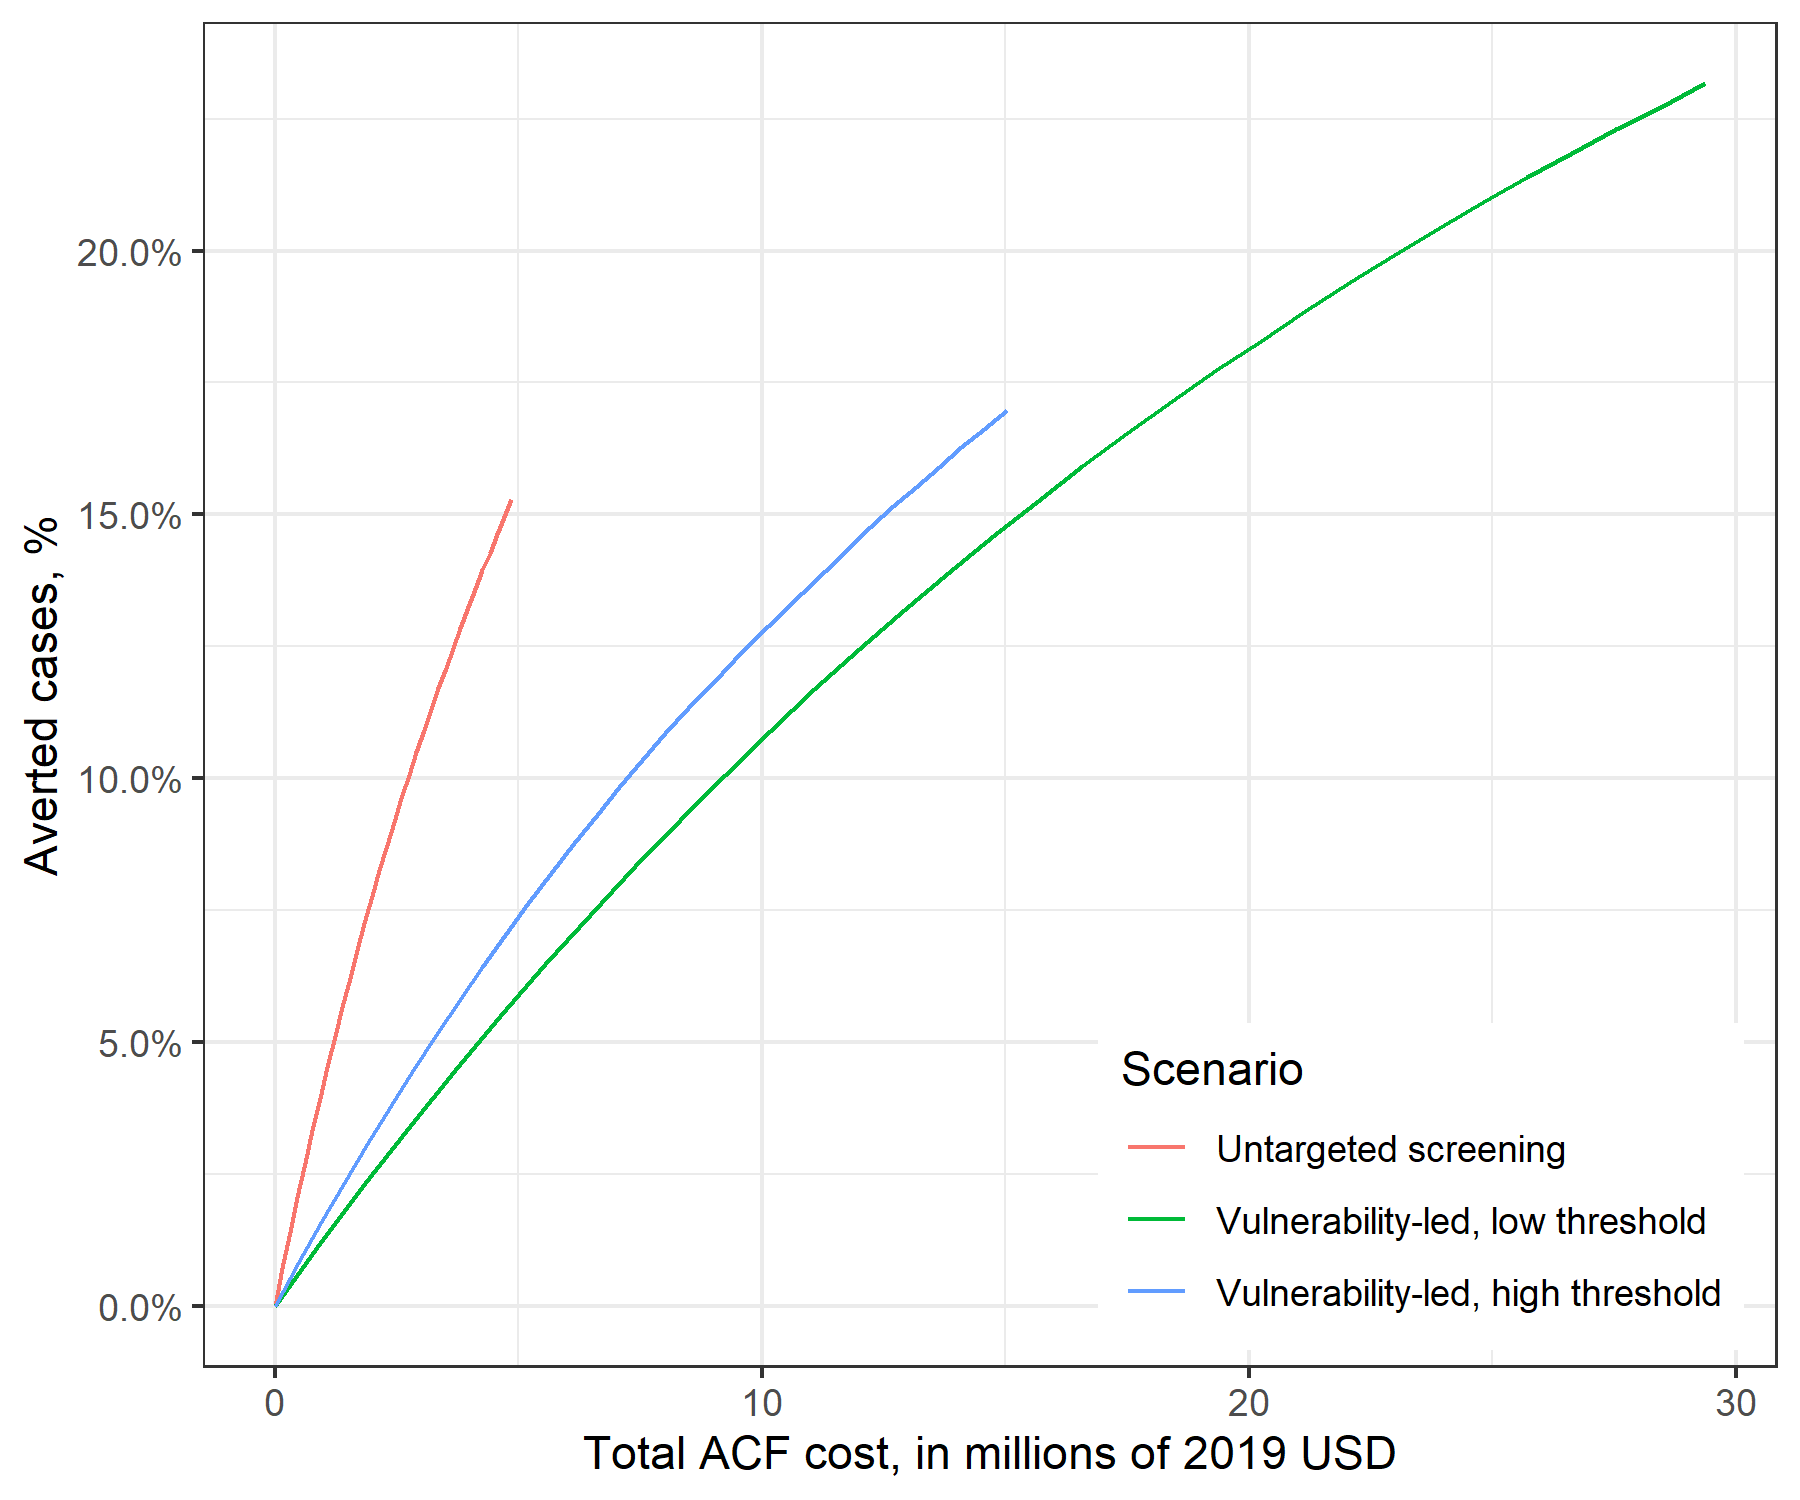 Averted cases, %
20.0%
15.0%
10.0%
5.0%
0.0%
Scenario
Untargeted screening
Vulnerability-led, low threshold
Vulnerability-led, high threshold
0 10 20 30
Total ACF cost, in millions of 2019 USD